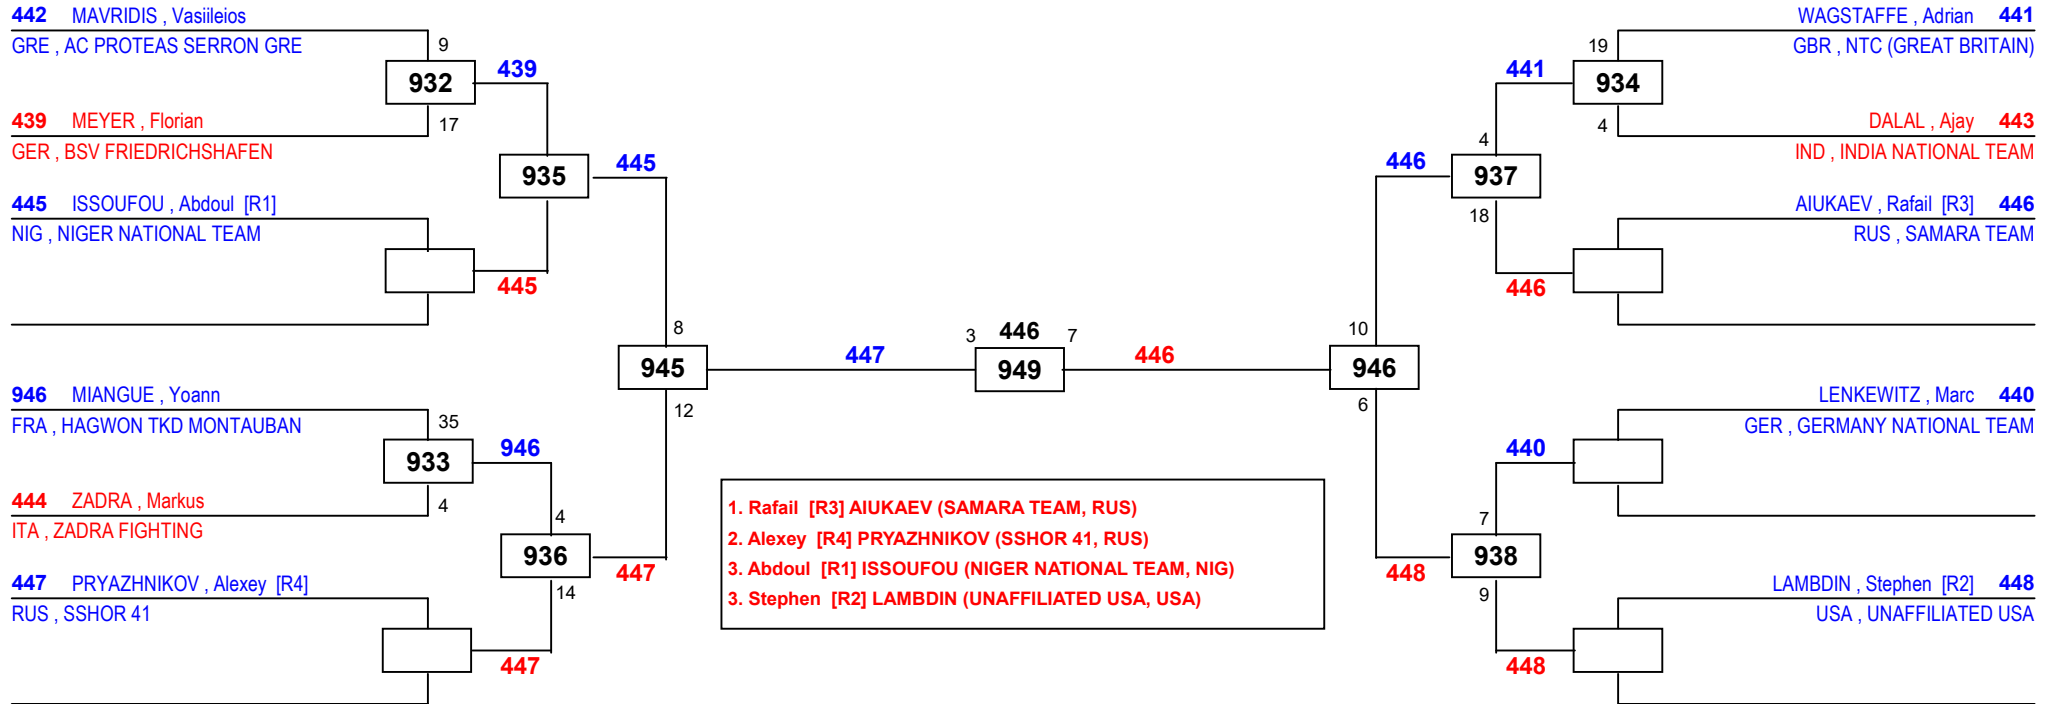 442 MAVRIDIS , Vasiileios
GRE , AC PROTEAS SERRON GRE
9
932
439
17
439 MEYER , Florian
GER , BSV FRIEDRICHSHAFEN
935
445
445 ISSOUFOU , Abdoul [R1]
NIG , NIGER NATIONAL TEAM
445
8
945
447
12
946 MIANGUE , Yoann
FRA , HAGWON TKD MONTAUBAN
35
933
946
4
444 ZADRA , Markus
ITA , ZADRA FIGHTING
4
936
447
14
447 PRYAZHNIKOV , Alexey [R4]
RUS , SSHOR 41
447
3 446 7
949
446
1. Rafail [R3] AIUKAEV (SAMARA TEAM, RUS)
2. Alexey [R4] PRYAZHNIKOV (SSHOR 41, RUS)
3. Abdoul [R1] ISSOUFOU (NIGER NATIONAL TEAM, NIG)
3. Stephen [R2] LAMBDIN (UNAFFILIATED USA, USA)
WAGSTAFFE , Adrian 441
GBR , NTC (GREAT BRITAIN)
19
441
934
4
DALAL , Ajay 443
IND , INDIA NATIONAL TEAM
4
446
937
18
AIUKAEV , Rafail [R3] 446
RUS , SAMARA TEAM
446
10
946
6
LENKEWITZ , Marc 440
GER , GERMANY NATIONAL TEAM
440
7
938
448
9
LAMBDIN , Stephen [R2] 448
USA , UNAFFILIATED USA
448